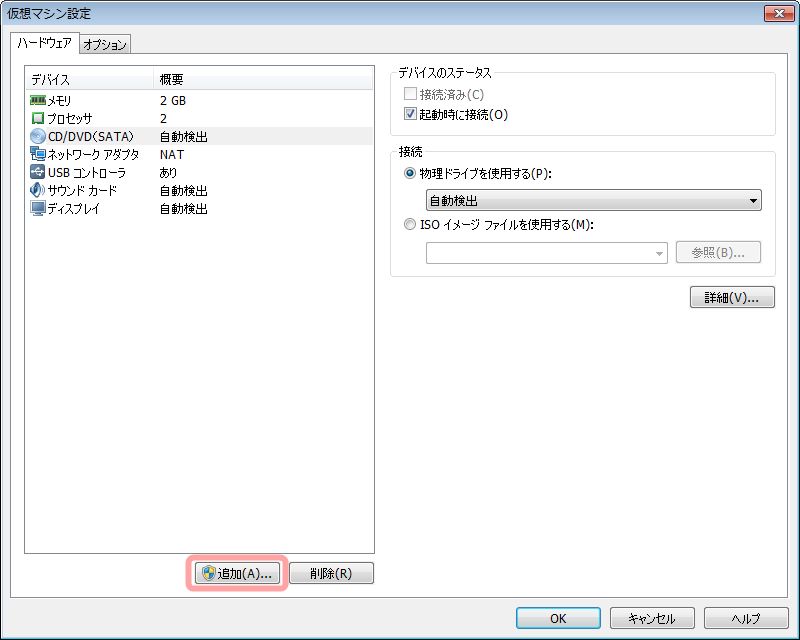 仮想マシン設定
ハードウェア オプション
デバイス 概要
メモリ 2 GB
プロセッサ 2
CD/DVD(SATA) 自動検出
ネットワーク アダプタ NAT
USB コントローラ あり
サウンド カード 自動検出
ディスプレイ 自動検出
追加(A)... 削除(R)
デバイスのステータス
接続済み(C)
起動時に接続(O)
接続
物理ドライブを使用する(P):
自動検出
ISO イメージ ファイルを使用する(M):
参照(B)...
詳細(V)...
OK キャンセル ヘルプ